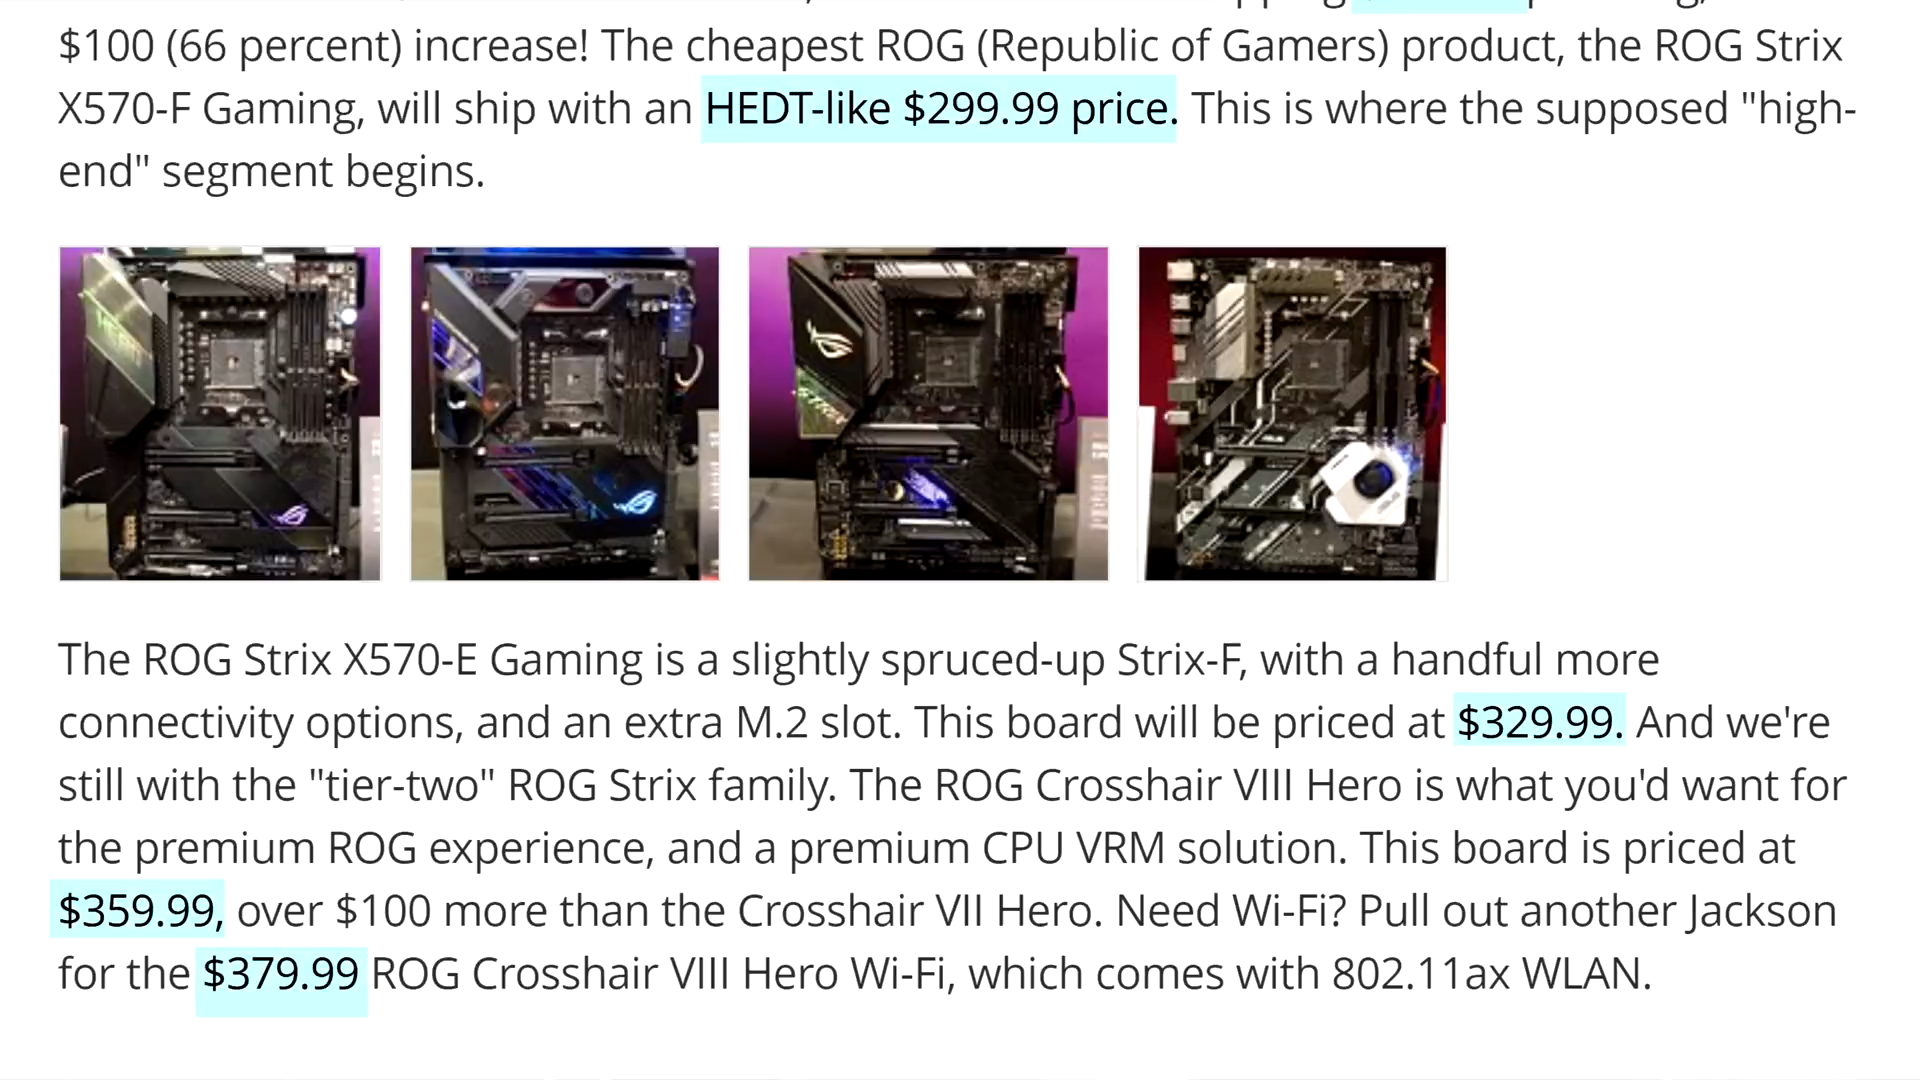 $100 (66 percent) increase! The cheapest ROG (Republic of Gamers) product, the ROG Strix
X570-F Gaming, will ship with an HEDT-like $299.99 price. This is where the supposed "high-
end" segment begins.
The ROG Strix X570-E Gaming is a slightly spruced-up Strix-F, with a handful more
connectivity options, and an extra M.2 slot. This board will be priced at $329.99. And we're
still with the "tier-two" ROG Strix family. The ROG Crosshair VIII Hero is what you'd want for
the premium ROG experience, and a premium CPU VRM solution. This board is priced at
$359.99, over $100 more than the Crosshair VII Hero. Need Wi-Fi? Pull out another Jackson
for the $379.99 ROG Crosshair VIII Hero Wi-Fi, which comes with 802.11ax WLAN.